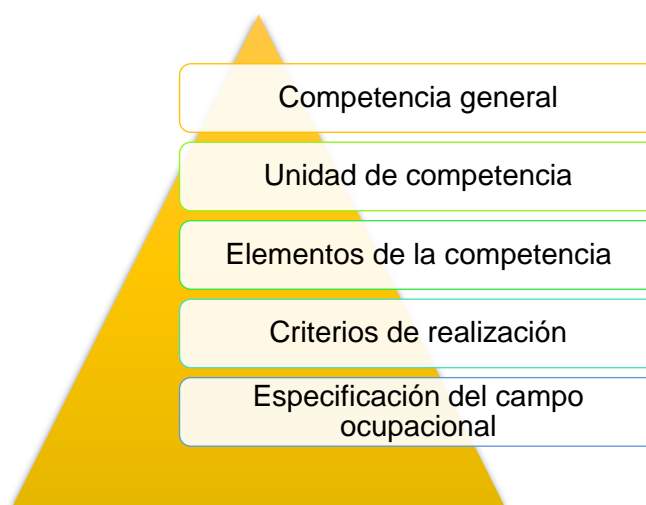 Competencia general
Unidad de competencia
Elementos de la competencia
Criterios de realización
Especificación del campo
ocupacional